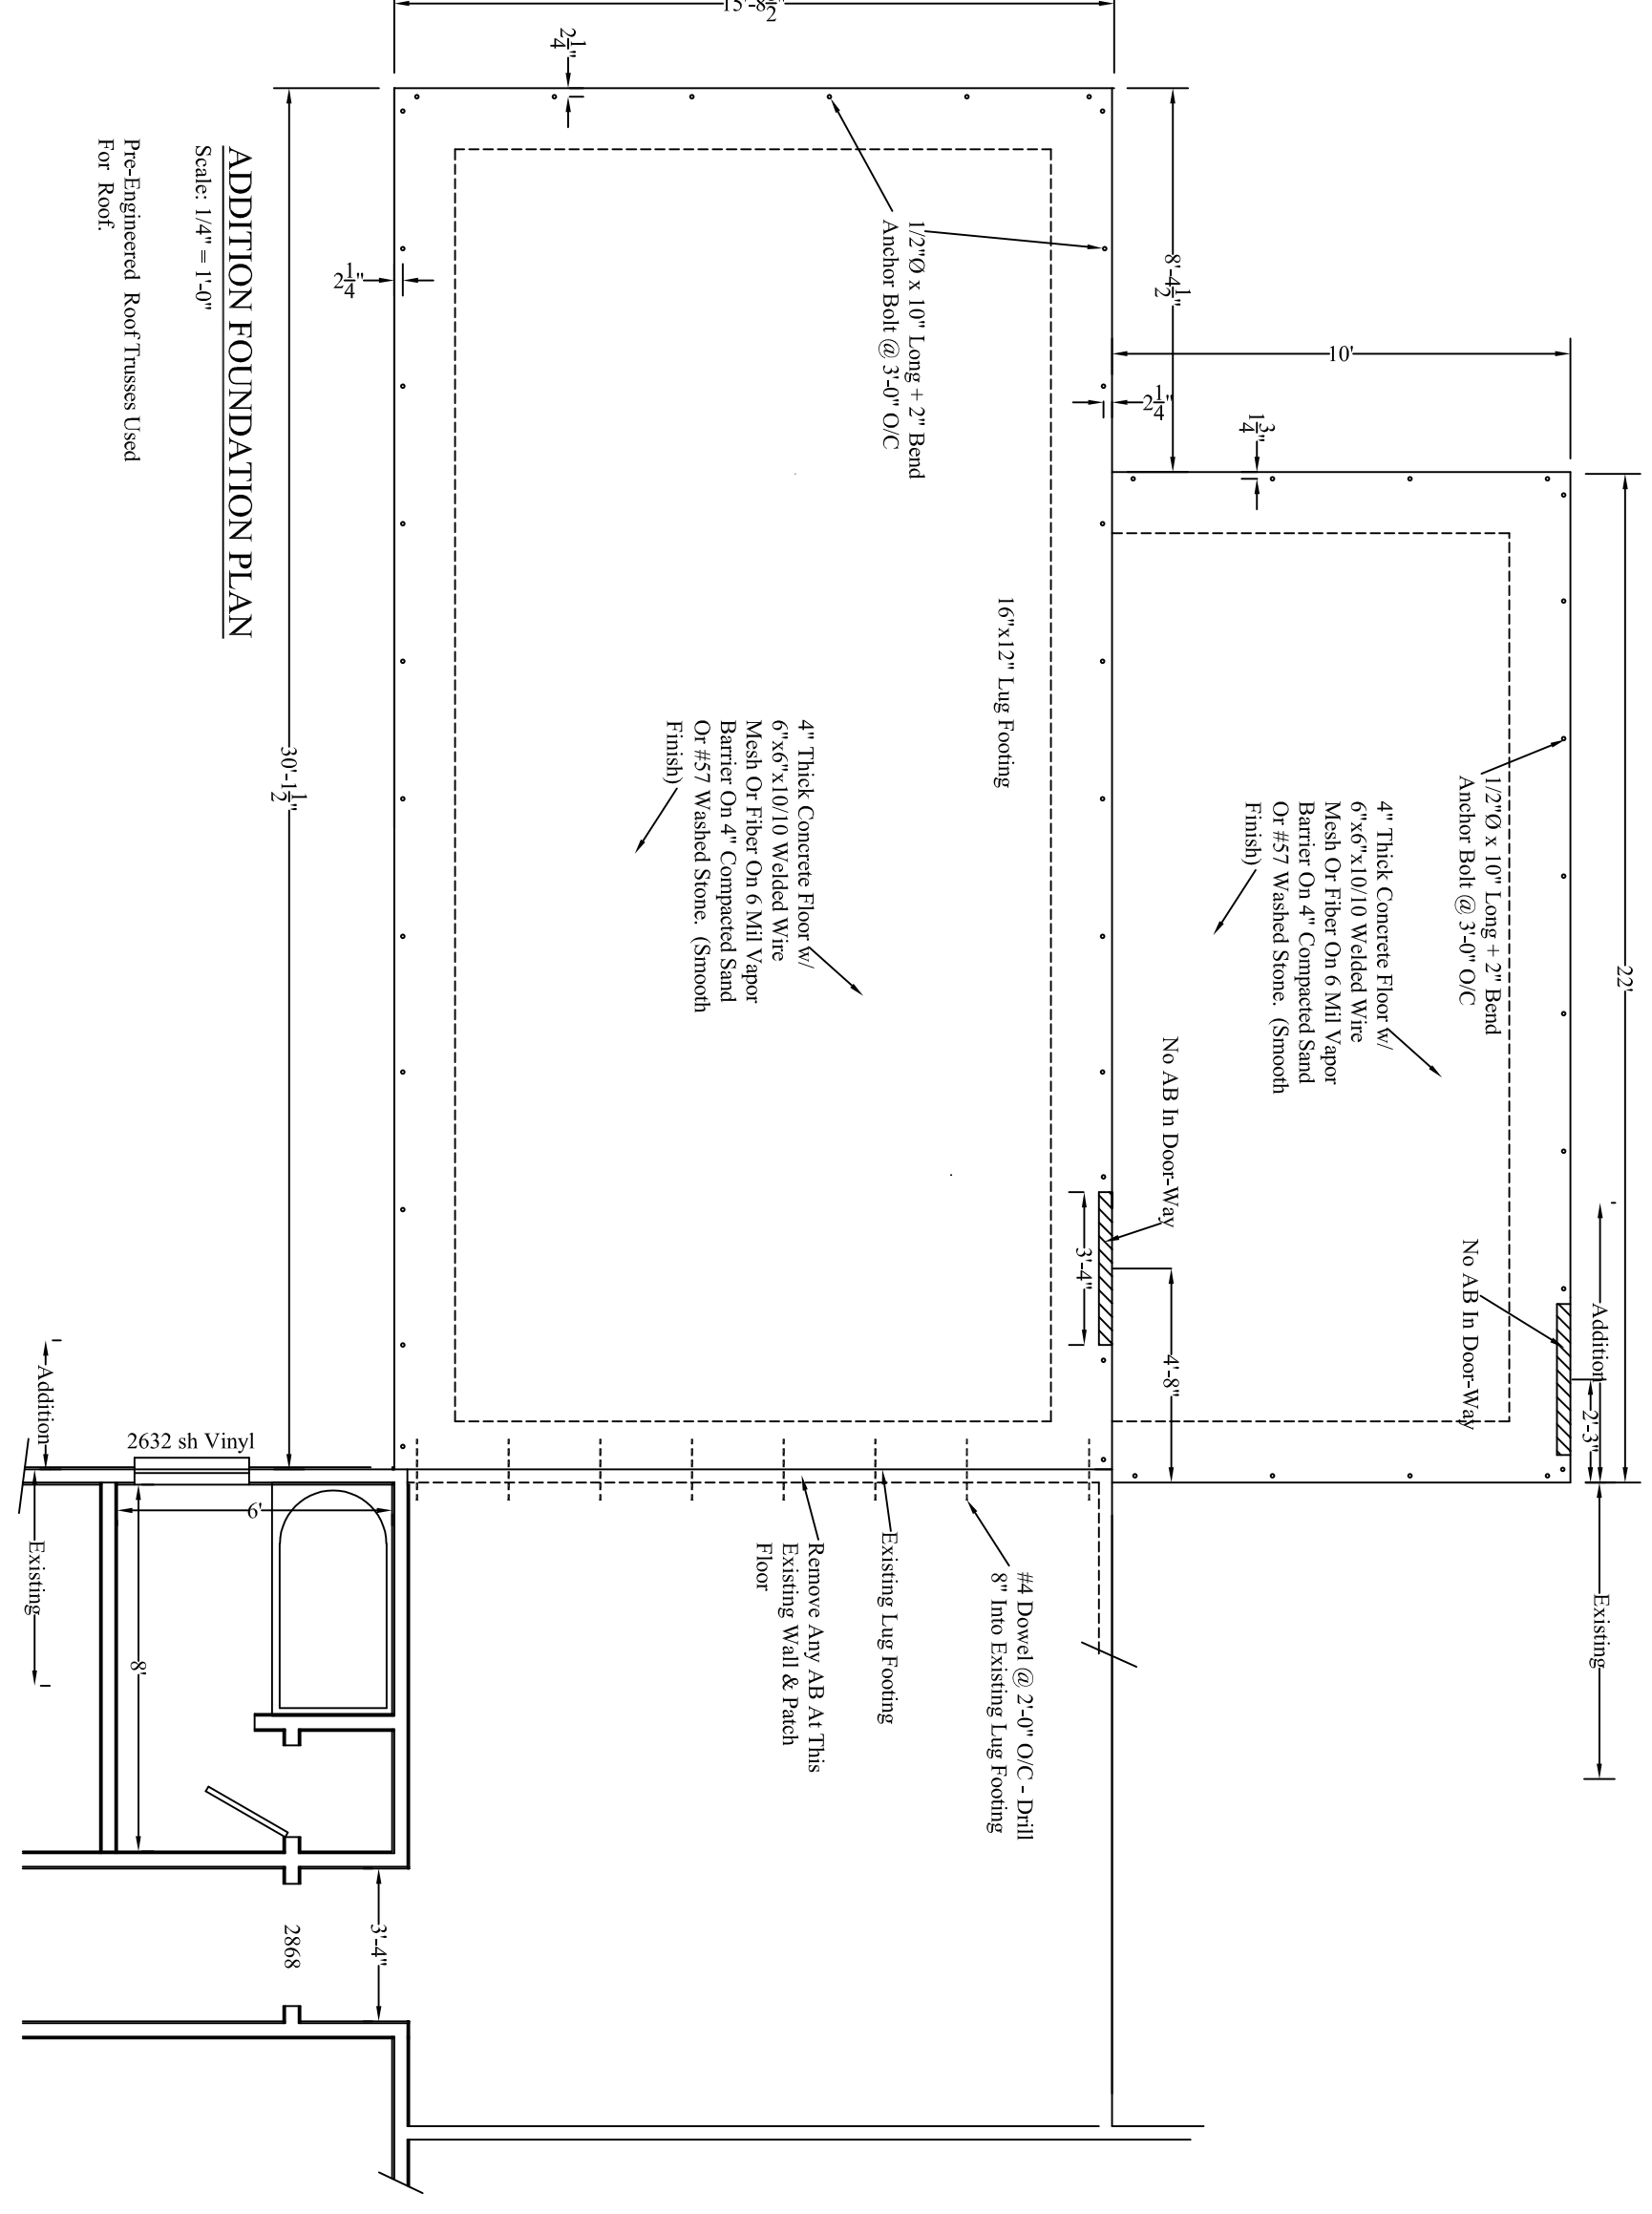 15'-8 1/2"
2 1/4"
8'-4 1/2"
10'
22'
2 1/4"
1 3/4"
1/2"Ø x 10" Long + 2" Bend
Anchor Bolt @ 3'-0" O/C
2 1/4"
30'-1 1/2"
16"x12" Lug Footing
4" Thick Concrete Floor w/
6"x6"x10/10 Welded Wire
Mesh Or Fiber On 6 Mil Vapor
Barrier On 4" Compacted Sand
Or #57 Washed Stone. (Smooth
Finish)
1/2"Ø x 10" Long + 2" Bend
Anchor Bolt @ 3'-0" O/C
4" Thick Concrete Floor w/
6"x6"x10/10 Welded Wire
Mesh Or Fiber On 6 Mil Vapor
Barrier On 4" Compacted Sand
Or #57 Washed Stone. (Smooth
Finish)
No AB In Door-Way
No AB In Door-Way
3'-4"
4'-8"
2'-3"
Addition
Existing
#4 Dowel @ 2'-0" O/C - Drill
8" Into Existing Lug Footing
Existing Lug Footing
Remove Any AB At This
Existing Wall & Patch
Floor
Addition
Existing
2632 sh Vinyl
6'
8'
3'-4"
2868
ADDITION FOUNDATION PLAN
Scale: 1/4" = 1'-0"
Pre-Engineered Roof Trusses Used
For Roof.